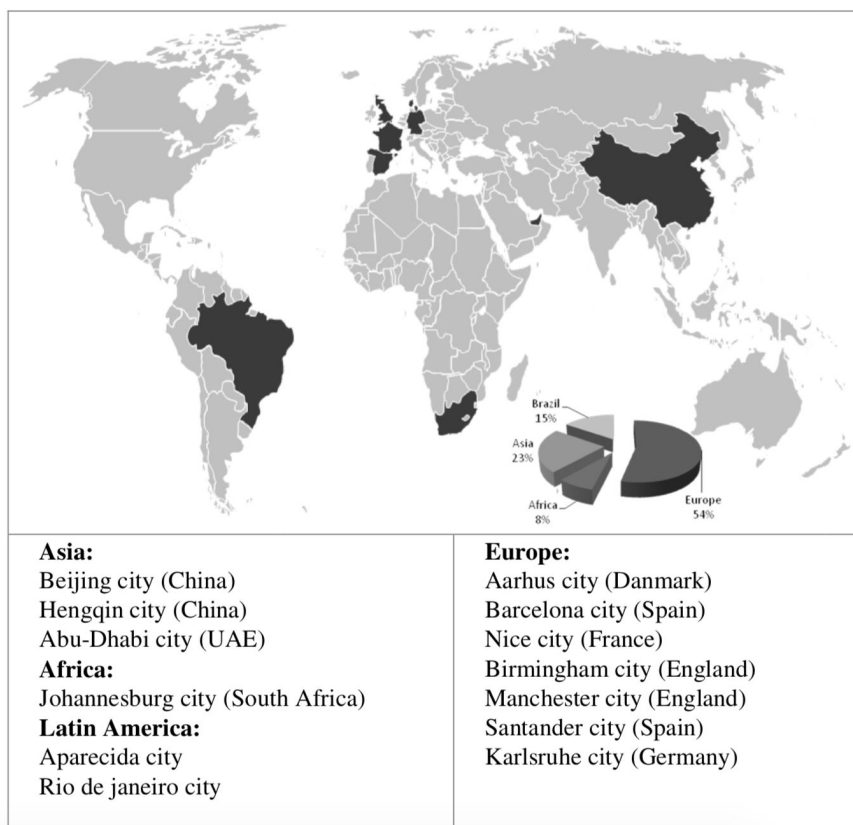 Brazil
15%
Asia
23%
Africa
8%
Europe
54%
Asia:
Beijing city (China)
Hengqin city (China)
Abu-Dhabi city (UAE)
Africa:
Johannesburg city (South Africa)
Latin America:
Aparecida city
Rio de janeiro city
Europe:
Aarhus city (Danmark)
Barcelona city (Spain)
Nice city (France)
Birmingham city (England)
Manchester city (England)
Santander city (Spain)
Karlsruhe city (Germany)